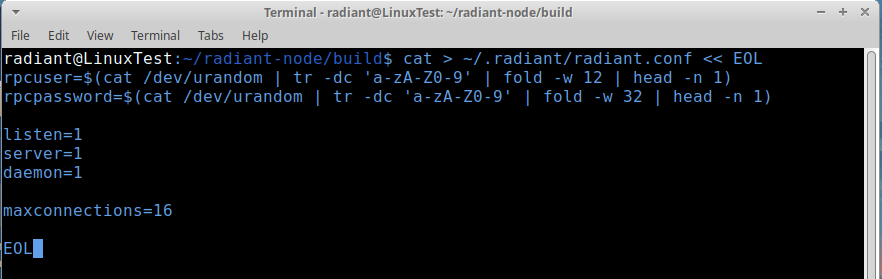 Terminal - radiant@LinuxTest: ~/radiant-node/build
File Edit View Terminal Tabs Help
radiant@LinuxTest:~/radiant-node/build$ cat > ~/.radiant/radiant.conf << EOL
rpcuser=$(cat /dev/urandom | tr -dc 'a-zA-Z0-9' | fold -w 12 | head -n 1)
rpcpassword=$(cat /dev/urandom | tr -dc 'a-zA-Z0-9' | fold -w 32 | head -n 1)
listen=1
server=1
daemon=1
maxconnections=16
EOL